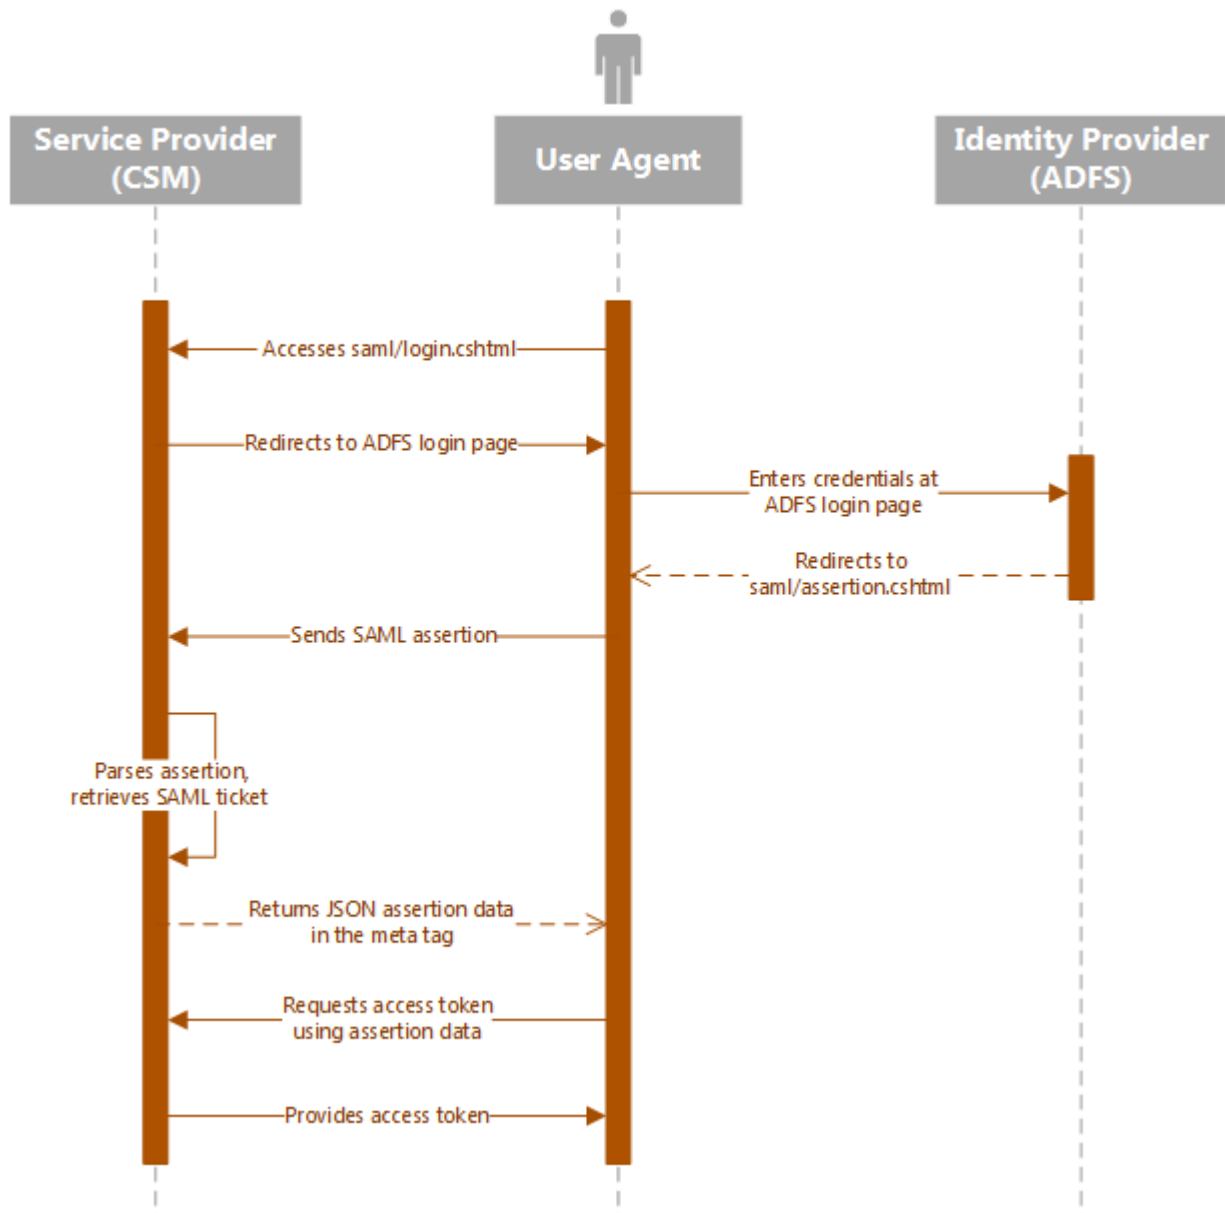 Service Provider
(CSM)
User Agent
Identity Provider
(ADFS)
Accesses saml/login.cshtml
Redirects to ADFS login page
Enters credentials at
ADFS login page
Redirects to
saml/assertion.cshtml
Sends SAML assertion
Parses assertion,
retrieves SAML ticket
Returns JSON assertion data
in the meta tag
Requests access token
using assertion data
Provides access token